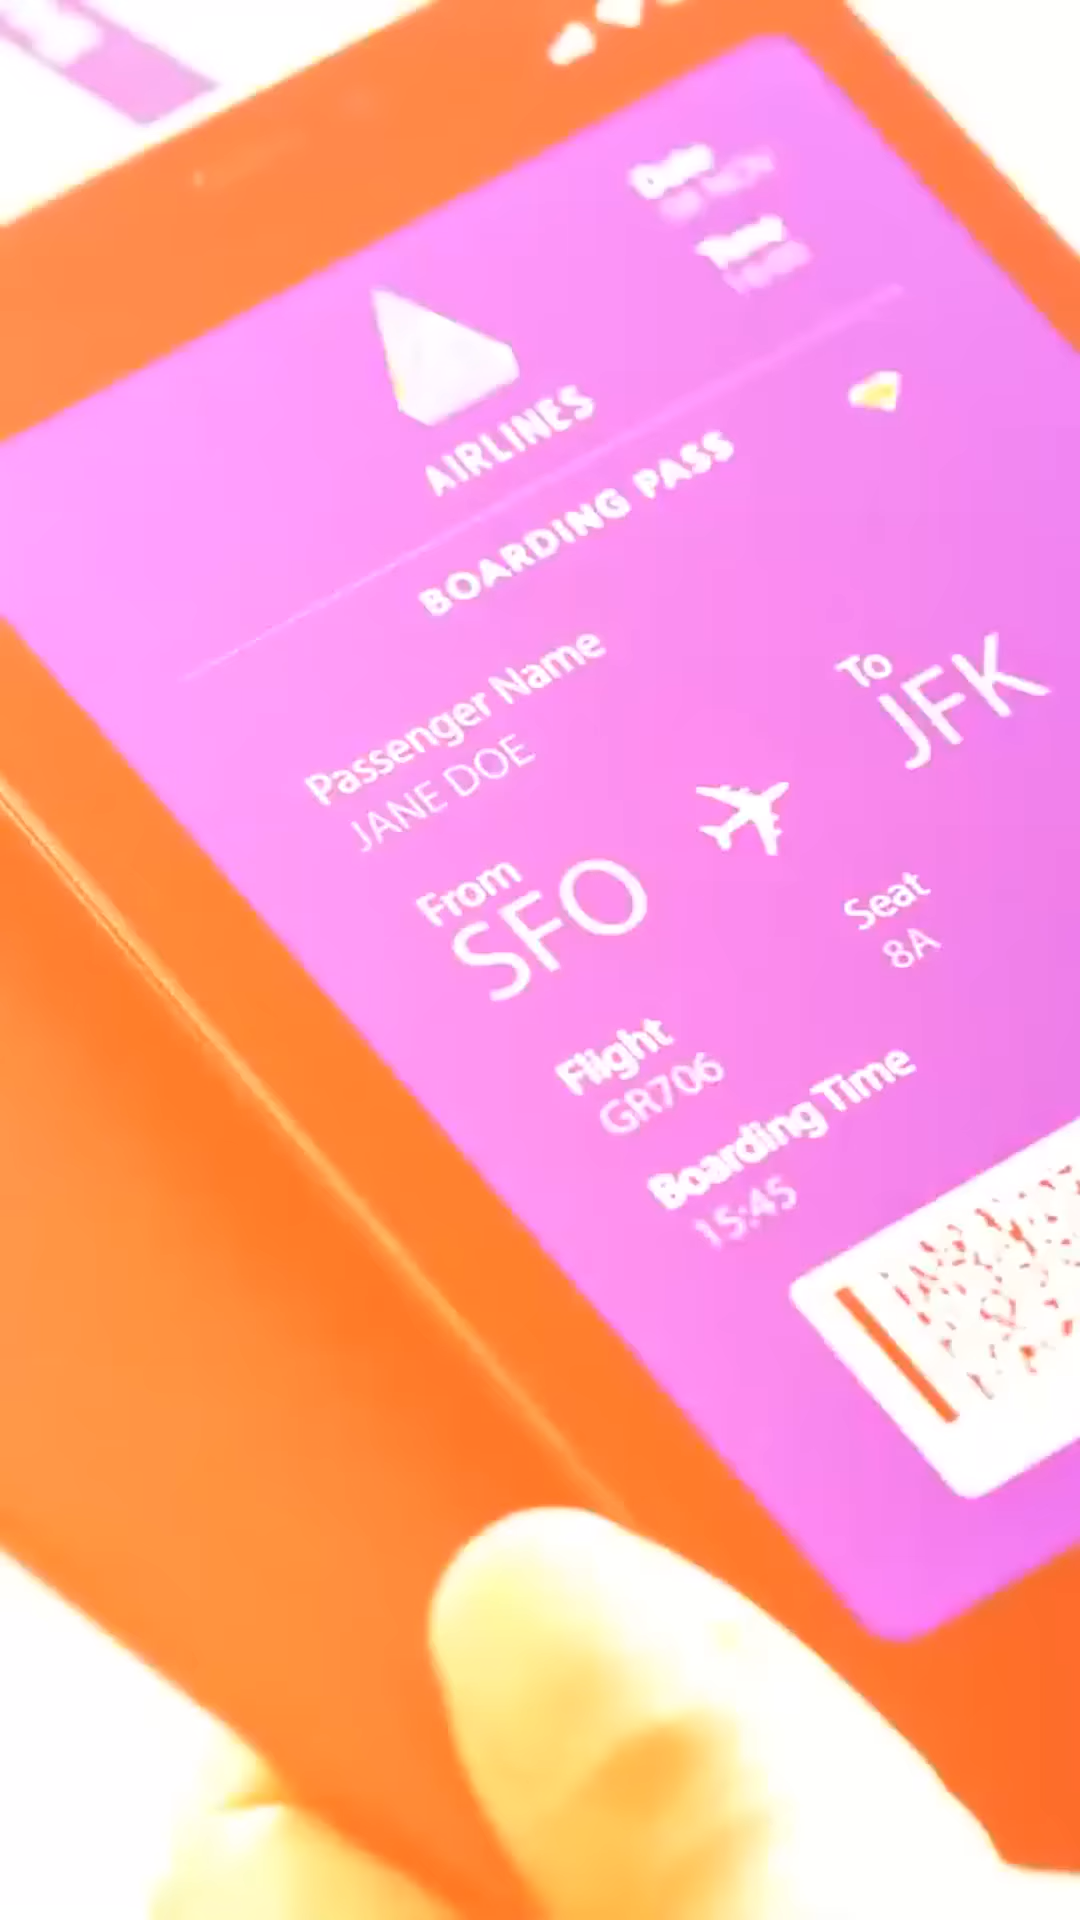 Date
AIRLINES
BOARDING PASS
Passenger Name
JANE DOE
To
JFK
From
SFO
Seat
8A
Flight
GR706
Boarding Time
15:45